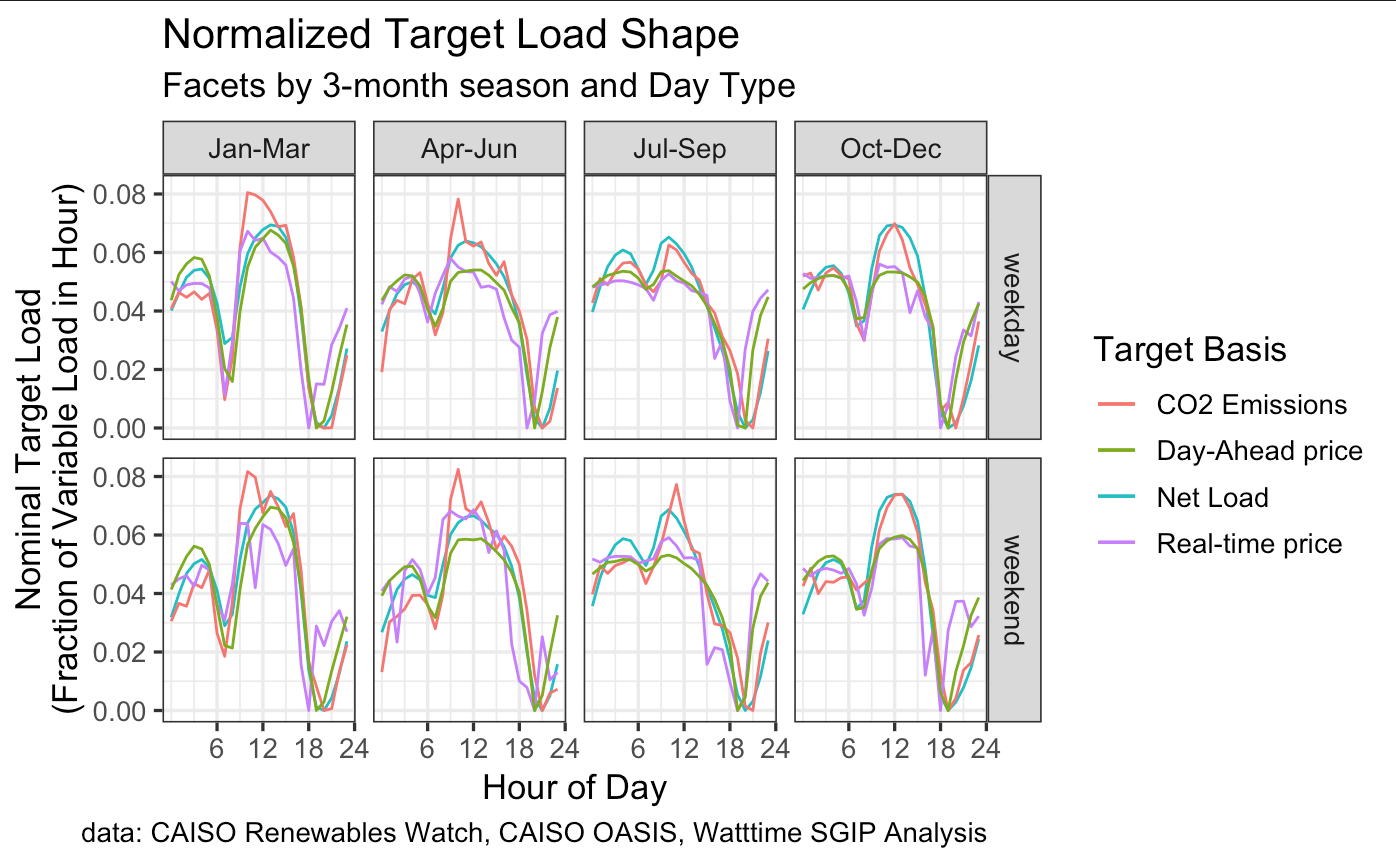 Normalized Target Load Shape
Facets by 3-month season and Day Type
Jan-Mar
Apr-Jun
Jul-Sep
Oct-Dec
Nominal Target Load
(Fraction of Variable Load in Hour)
0.08
0.06
0.04
0.02
0.00
weekday
0.08
0.06
0.04
0.02
0.00
weekend
6 12 18 24
6 12 18 24
6 12 18 24
6 12 18 24
Hour of Day
Target Basis
CO2 Emissions
Day-Ahead price
Net Load
Real-time price
data: CAISO Renewables Watch, CAISO OASIS, Watttime SGIP Analysis